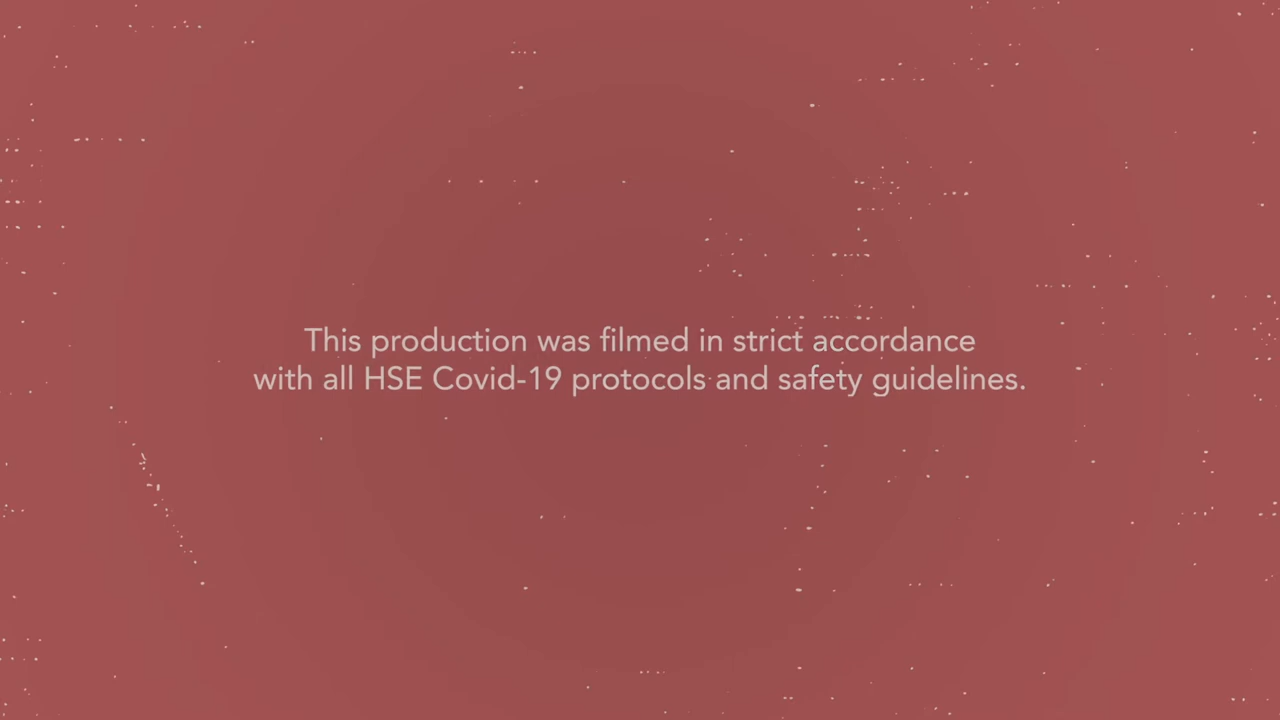 This production was filmed in strict accordance
with all HSE Covid-19 protocols and safety guidelines.